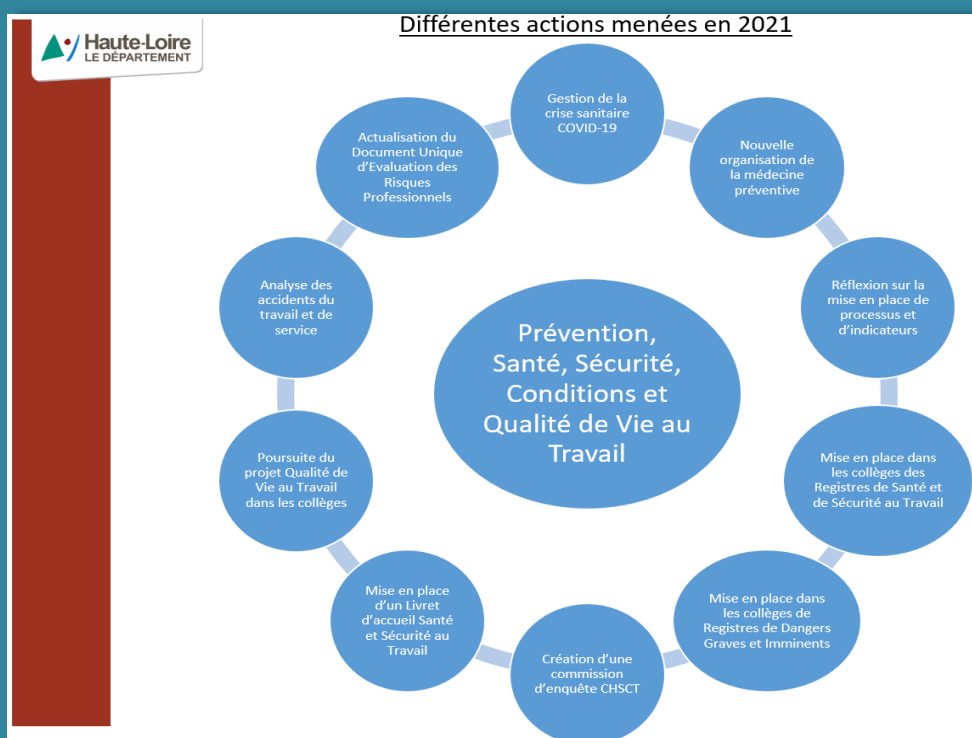 Différentes actions menées en 2021
Haute-Loire
LE DÉPARTEMENT
Gestion de la
crise sanitaire
COVID-19
Nouvelle
organisation de
la médecine
préventive
Réflexion sur la
mise en place de
processus et
d'indicateurs
Mise en place dans
les collèges des
Registres de Santé et
de Sécurité au Travail
Mise en place dans
les collèges de
Registres de Dangers
Graves et Imminents
Création d'une
commission
d'enquête CHSCT
Mise en place
d'un Livret
d'accueil Santé
et Sécurité au
Travail
Poursuite du
projet Qualité de
Vie au Travail
dans les collèges
Analyse des
accidents du
travail et de
service
Actualisation du
Document Unique
d'Evaluation des
Risques
Professionnels
Prévention,
Santé, Sécurité,
Conditions et
Qualité de Vie au
Travail